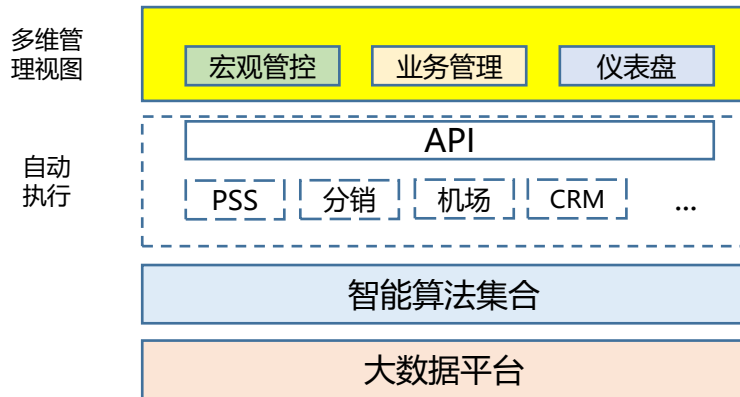 多维管
理视图
宏观管控
业务管理
仪表盘
自动
执行
API
PSS
分销
机场
CRM
...
智能算法集合
大数据平台